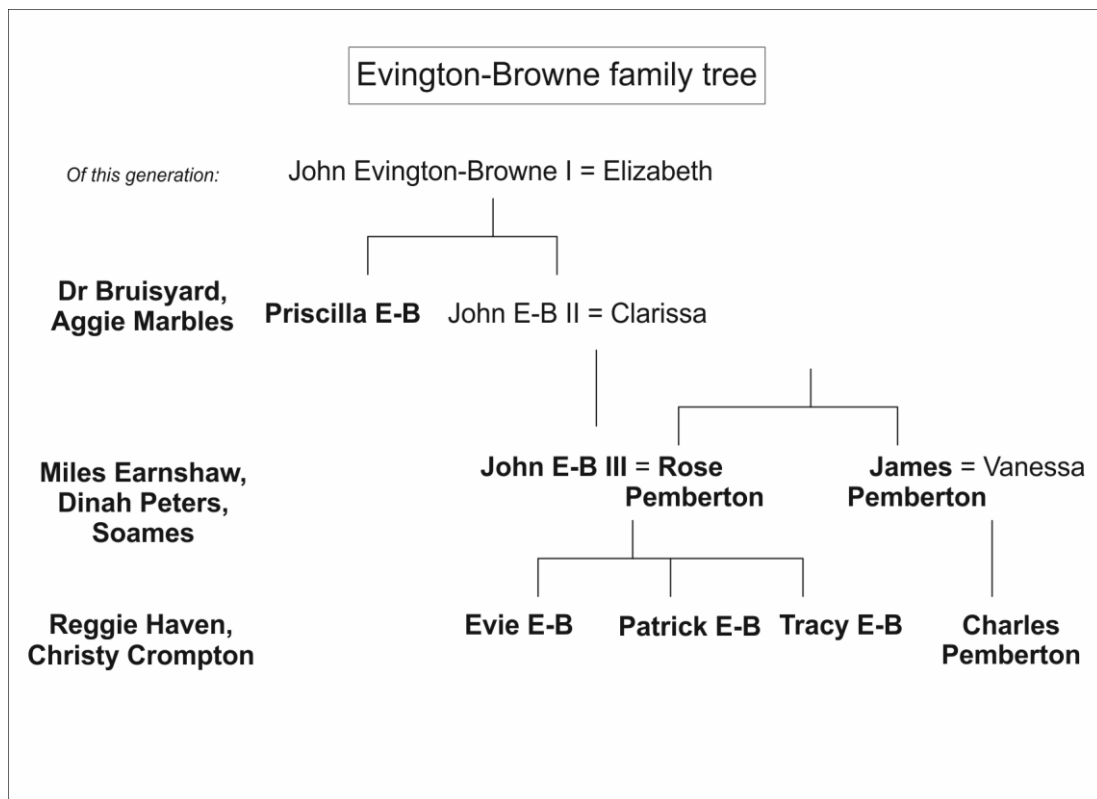 Evington-Browne family tree
Of this generation:
John Evington-Browne I = Elizabeth
Dr Bruisyard,
Aggie Marbles
Priscilla E-B
John E-B II = Clarissa
Miles Earnshaw,
Dinah Peters,
Soames
John E-B III = Rose
Pemberton
James = Vanessa
Pemberton
Reggie Haven,
Christy Crompton
Evie E-B
Patrick E-B
Tracy E-B
Charles
Pemberton